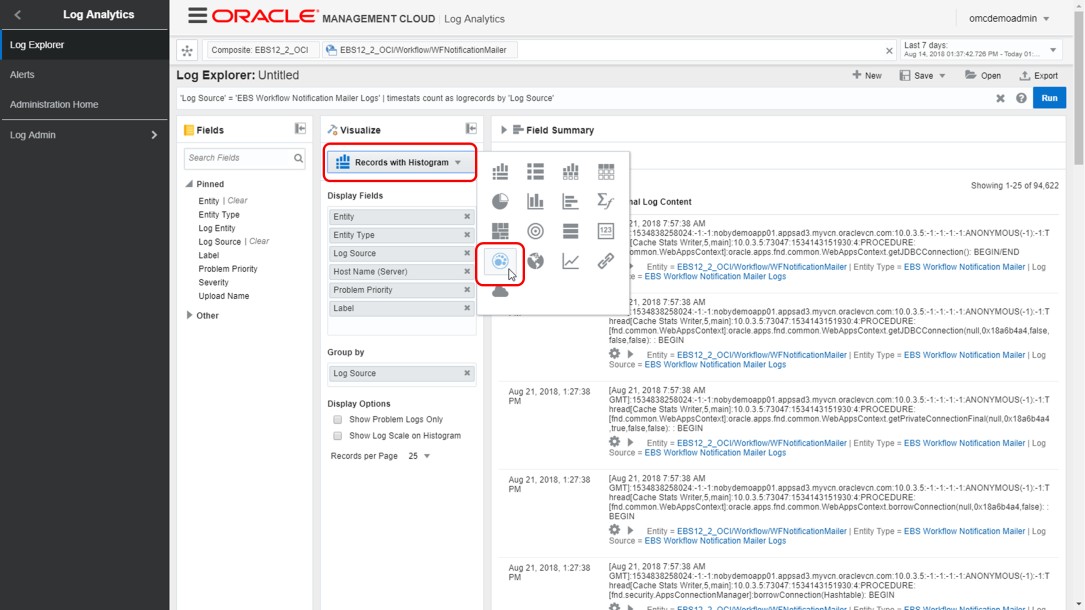 Log Analytics
ORACLE MANAGEMENT CLOUD | Log Analytics
omcdemoadmin
Log Explorer
Alerts
Administration Home
Log Admin
Composite: EBS12_2_OCI
EBS12_2_OCI/Workflow/WFNotificationMailer
Last 7 days:
Aug 14, 2018 01:37:42.726 PM - Today 01:...
Log Explorer: Untitled
New
Save
Open
Export
'Log Source' = 'EBS Workflow Notification Mailer Logs' | timestats count as logrecords by 'Log Source'
Run
Fields
Search Fields
Pinned
Entity | Clear
Entity Type
Log Entity
Log Source | Clear
Label
Problem Priority
Severity
Upload Name
Other
Visualize
Records with Histogram
Display Fields
Entity
Entity Type
Log Source
Host Name (Server)
Problem Priority
Label
Group by
Log Source
Display Options
Show Problem Logs Only
Show Log Scale on Histogram
Records per Page 25
Field Summary
Showing 1-25 of 94,622
nal Log Content
21, 2018 7:57:38 AM
:1534838258024:-1:-1:nobydemoapp01.appsad3.myvcn.oraclevcn.com:10.0.3.5:-1:-1:-1:-1:ANONYMOUS(-1):-1:T
[Cache Stats Writer,5,main]:10.0.3.5:73047:1534143151930:4:PROCEDURE:
oracle.apps.fnd.common.WebAppsContext]:oracle.apps.fnd.common.WebAppsContext.getJDBCConnection(): BEGIN/END
Entity = EBS12_2_OCI/Workflow/WFNotificationMailer | Entity Type = EBS Workflow Notification Mailer | Log
e = EBS Workflow Notification Mailer Logs
21, 2018 7:57:38 AM
:1534838258024:-1:-1:nobydemoapp01.appsad3.myvcn.oraclevcn.com:10.0.3.5:-1:-1:-1:-1:ANONYMOUS(-1):-1:T
hread[Cache Stats Writer,5,main]:10.0.3.5:73047:1534143151930:4:PROCEDURE:
[fnd.common.WebAppsContext]:oracle.apps.fnd.common.WebAppsContext.getJDBCConnection(null,0x18a6b4a4,false,
false,false): : BEGIN
Entity = EBS12_2_OCI/Workflow/WFNotificationMailer | Entity Type = EBS Workflow Notification Mailer | Log
Source = EBS Workflow Notification Mailer Logs
Aug 21, 2018, 1:27:38
PM
[Aug 21, 2018 7:57:38 AM
GMT]:1534838258024:-1:-1:nobydemoapp01.appsad3.myvcn.oraclevcn.com:10.0.3.5:-1:-1:-1:-1:ANONYMOUS(-1):-1:T
hread[Cache Stats Writer,5,main]:10.0.3.5:73047:1534143151930:4:PROCEDURE:
[fnd.common.WebAppsContext]:oracle.apps.fnd.common.WebAppsContext.getPrivateConnectionFinal(null,0x18a6b4a4
,true,false,false): : BEGIN
Entity = EBS12_2_OCI/Workflow/WFNotificationMailer | Entity Type = EBS Workflow Notification Mailer | Log
Source = EBS Workflow Notification Mailer Logs
Aug 21, 2018, 1:27:38
PM
[Aug 21, 2018 7:57:38 AM
GMT]:1534838258024:-1:-1:nobydemoapp01.appsad3.myvcn.oraclevcn.com:10.0.3.5:-1:-1:-1:-1:ANONYMOUS(-1):-1:T
hread[Cache Stats Writer,5,main]:10.0.3.5:73047:1534143151930:4:PROCEDURE:
[fnd.common.WebAppsContext]:oracle.apps.fnd.common.WebAppsContext.borrowConnection(null,0x18a6b4a4,false): :
BEGIN
Entity = EBS12_2_OCI/Workflow/WFNotificationMailer | Entity Type = EBS Workflow Notification Mailer | Log
Source = EBS Workflow Notification Mailer Logs
Aug 21, 2018, 1:27:38
PM
[Aug 21, 2018 7:57:38 AM
GMT]:1534838258024:-1:-1:nobydemoapp01.appsad3.myvcn.oraclevcn.com:10.0.3.5:-1:-1:-1:-1:ANONYMOUS(-1):-1:T
hread[Cache Stats Writer,5,main]:10.0.3.5:73047:1534143151930:4:PROCEDURE:
[fnd.security.AppsConnectionManager]:borrowConnection(Hashtable): BEGIN